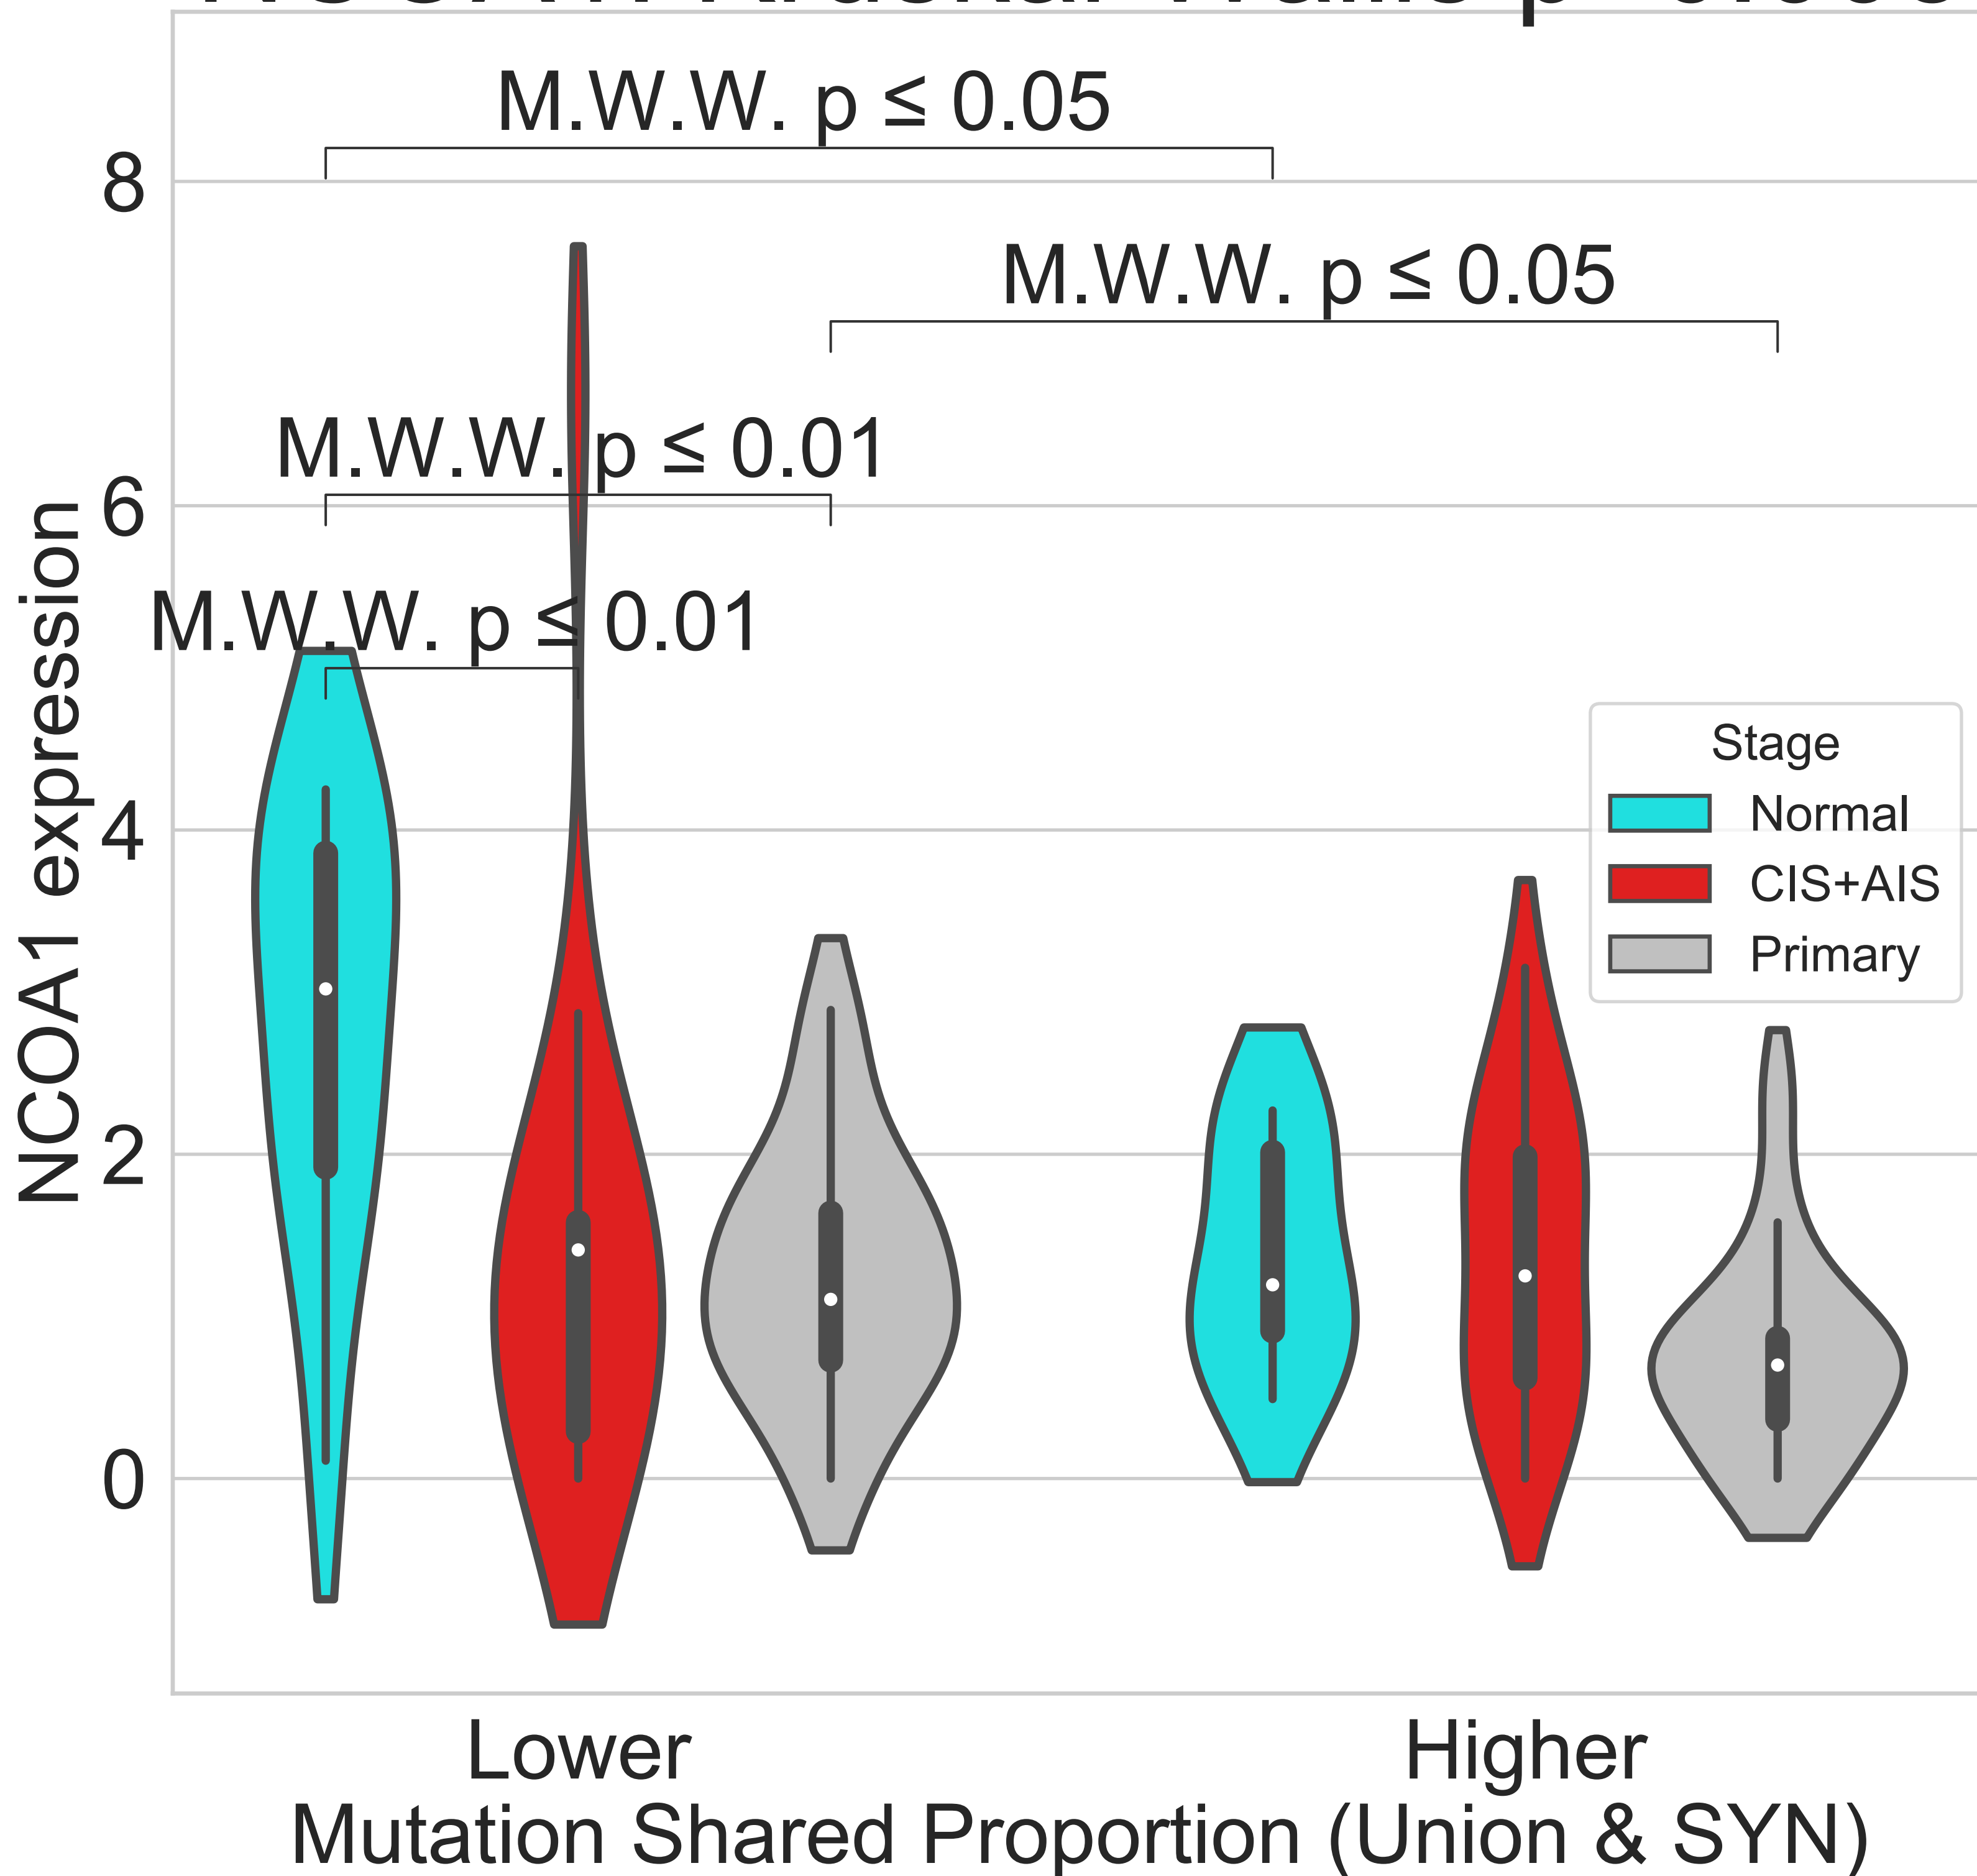 M.W.W. p ≤ 0.05
8
M.W.W. p ≤ 0.05
M.W.W. p ≤ 0.01
6
M.W.W. p ≤ 0.01
NCOA1 expression
Stage
Normal
CIS+AIS
Primary
4
2
0
Lower
Higher
Mutation Shared Proportion (Union & SYN)